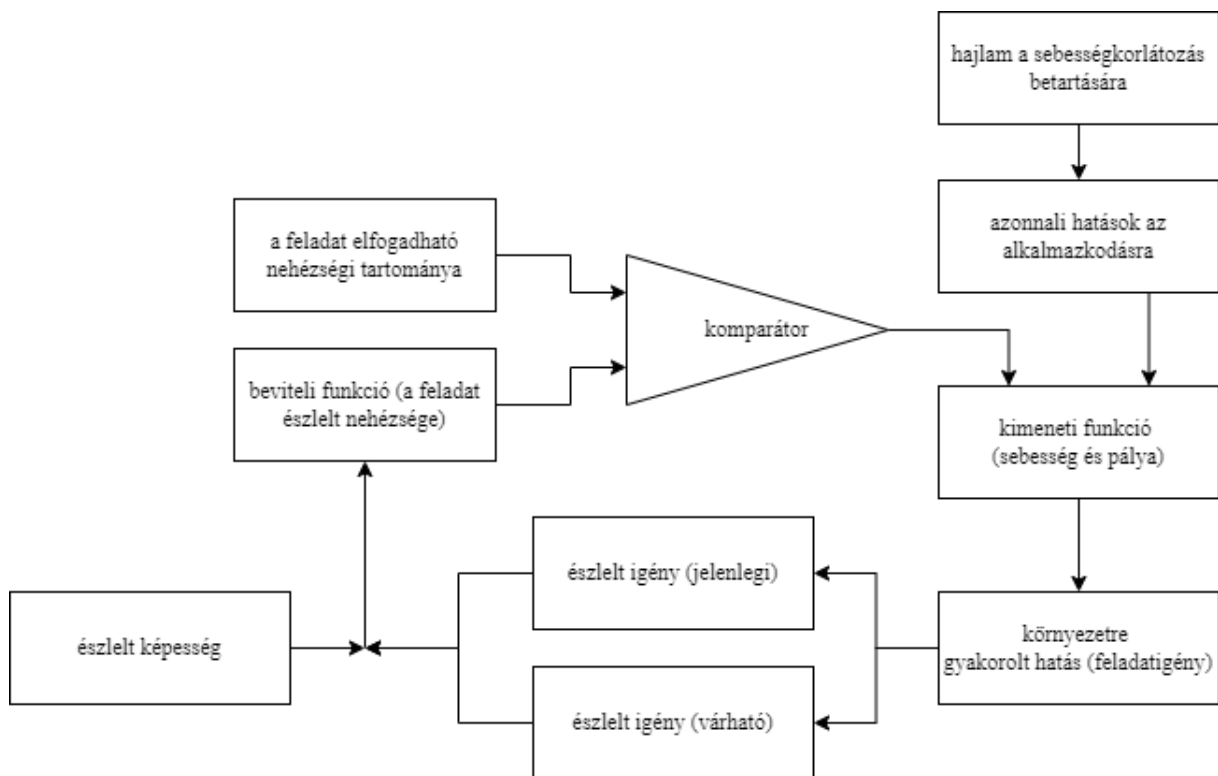 hajlam a sebességkorlátozás
betartására
azonnali hatások az
alkalmazkodásra
a feladat elfogadható
nehézségi tartománya
komparátor
beviteli funkció (a feladat
észlelt nehézsége)
kimeneti funkció
(sebesség és pálya)
észlelt igény (jelenlegi)
észlelt képesség
környezetre
gyakorolt hatás (feladatigény)
észlelt igény (várható)